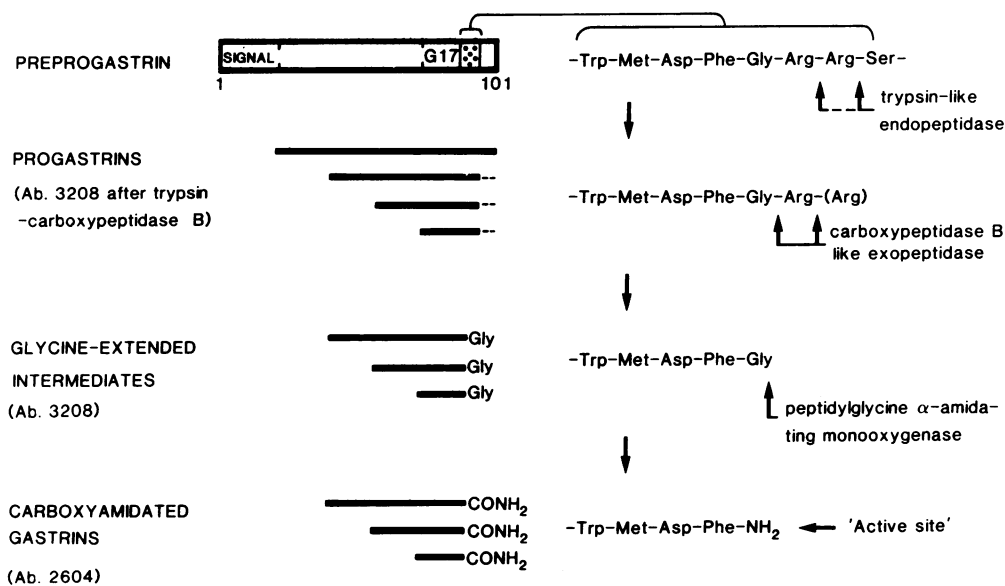 PREPROGASTRIN
SIGNAL
G17
1
101
-Trp-Met-Asp-Phe-Gly-Arg-Arg-Ser-
trypsin-like
endopeptidase
PROGASTRINS
(Ab. 3208 after trypsin
-carboxypeptidase B)
-Trp-Met-Asp-Phe-Gly-Arg-(Arg)
carboxypeptidase B
like exopeptidase
GLYCINE-EXTENDED
INTERMEDIATES
(Ab. 3208)
Gly
Gly
Gly
-Trp-Met-Asp-Phe-Gly
peptidylglycine α-amida-
ting monooxygenase
CARBOXYAMIDATED
GASTRINS
(Ab. 2604)
CONH₂
CONH₂
CONH₂
-Trp-Met-Asp-Phe-NH₂
'Active site'